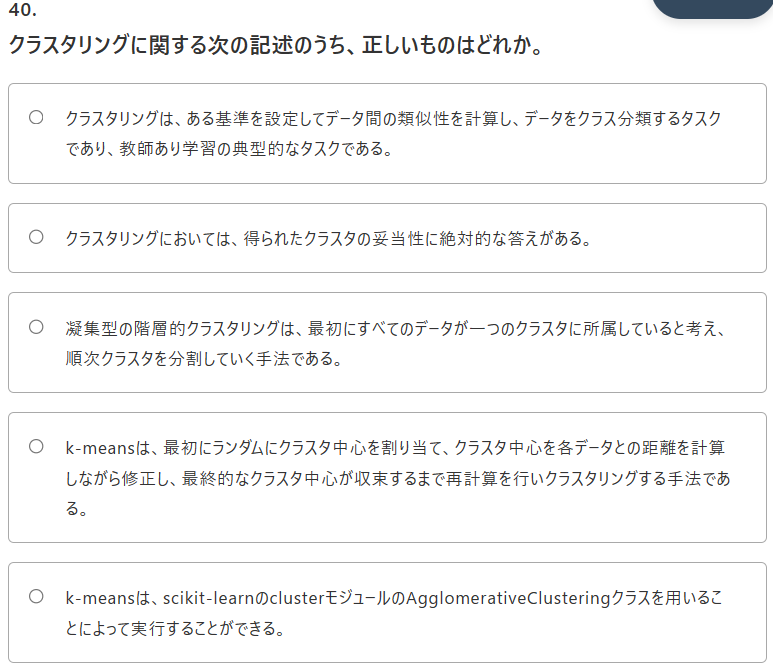 40.
クラスタリングに関する次の記述のうち、正しいものはどれか。
クラスタリングは、ある基準を設定してデータ間の類似性を計算し、データをクラス分類するタスク
であり、教師あり学習の典型的なタスクである。
クラスタリングにおいては、得られたクラスタの妥当性に絶対的な答えがある。
凝集型の階層的クラスタリングは、最初にすべてのデータが一つのクラスタに所属していると考え、
順次クラスタを分割していく手法である。
k-meansは、最初にランダムにクラスタ中心を割り当て、クラスタ中心を各データとの距離を計算
しながら修正し、最終的なクラスタ中心が収束するまで再計算を行いクラスタリングする手法であ
る。
k-meansは、scikit-learnのclusterモジュールのAgglomerativeClusteringクラスを用いるこ
とによって実行することができる。